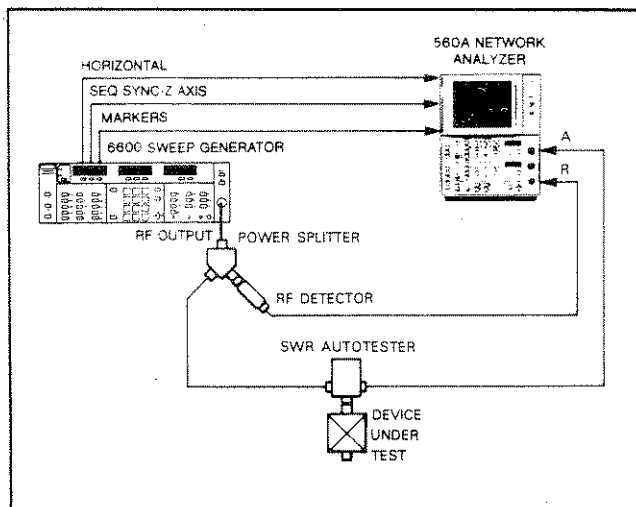 560A NETWORK
ANALYZER
HORIZONTAL
SEQ SYNC-Z AXIS
MARKERS
6600 SWEEP GENERATOR
A
R
RF OUTPUT
POWER SPLITTER
RF DETECTOR
SWR AUTOTESTER
DEVICE
UNDER
TEST